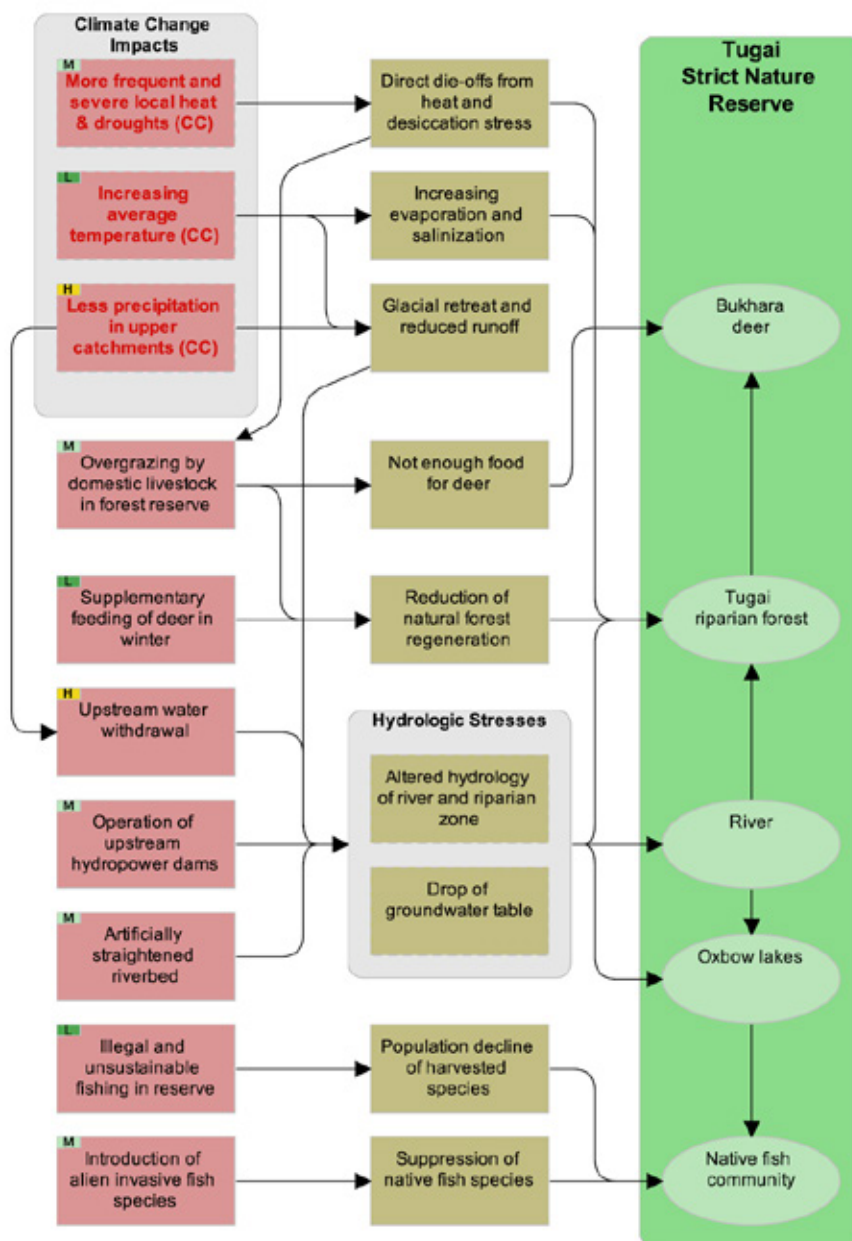 Climate Change
Impacts
M
More frequent and
severe local heat
& droughts (CC)
L
Increasing
average
temperature (CC)
H
Less precipitation
in upper
catchments (CC)
M
Overgrazing by
domestic livestock
in forest reserve
L
Supplementary
feeding of deer in
winter
H
Upstream water
withdrawal
M
Operation of
upstream
hydropower dams
M
Artificially
straightened
riverbed
L
Illegal and
unsustainable
fishing in reserve
M
Introduction of
alien invasive fish
species
Direct die-offs from
heat and
desiccation stress
Increasing
evaporation and
salinization
Glacial retreat and
reduced runoff
Not enough food
for deer
Reduction of
natural forest
regeneration
Hydrologic Stresses
Altered hydrology
of river and riparian
zone
Drop of
groundwater table
Population decline
of harvested
species
Suppression of
native fish species
Tugai
Strict Nature
Reserve
Bukhara
deer
Tugai
riparian forest
River
Oxbow lakes
Native fish
community